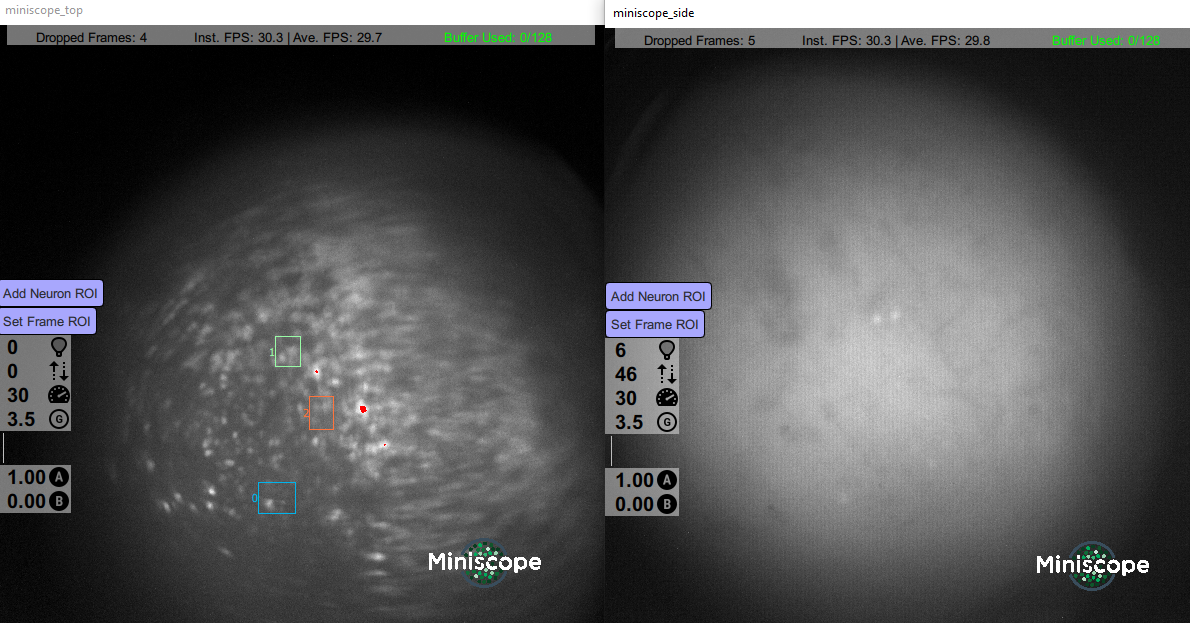 miniscope_top
Dropped Frames: 4 Inst. FPS: 30.3 | Ave. FPS: 29.7 Buffer Used: 0/128
Add Neuron ROI
Set Frame ROI
0
0
30
3.5 G
1.00 A
0.00 B
1
2
0
Miniscope
miniscope_side
Dropped Frames: 5 Inst. FPS: 30.3 | Ave. FPS: 29.8 Buffer Used: 0/128
Add Neuron ROI
Set Frame ROI
6
46
30
3.5 G
1.00 A
0.00 B
Miniscope